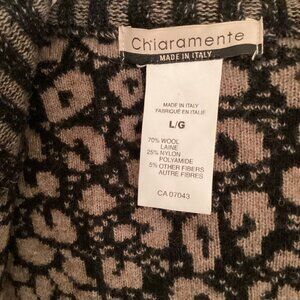 Chiaramente
MADE IN ITALY
MADE IN ITALY
FABRIQUÉ EN ITALIE
L/G
70% WOOL
LAINE
25% NYLON
POLYAMIDE
5% OTHER FIBERS
AUTRE FIBRES
CA 07043